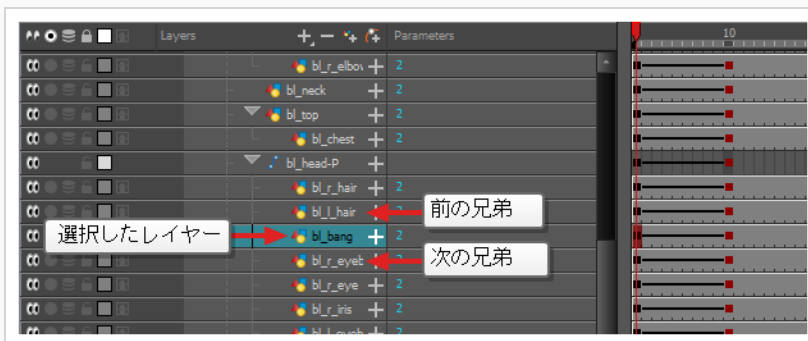 Layers Parameters 10
bl_r_elbov 2
bl_neck 2
bl_top 2
bl_chest 2
bl_head-P
bl_r_hair 2
bl_l_hair 前の兄弟
選択したレイヤー bl_bang 2
bl_r_eyeb 次の兄弟
bl_r_eye 2
bl_r_iris 2